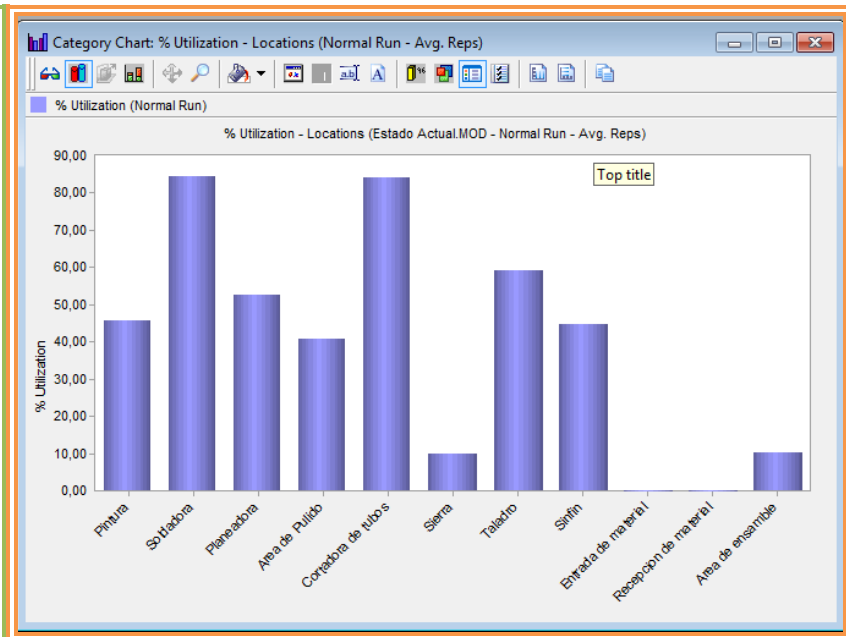 Category Chart: % Utilization - Locations (Normal Run - Avg. Reps)
% Utilization (Normal Run)
% Utilization - Locations (Estado Actual.MOD - Normal Run - Avg. Reps)
Top title
90,00
80,00
70,00
60,00
50,00
40,00
30,00
20,00
10,00
0,00
% Utilization
Pintura
Soldadora
Planeadora
Area de Pulido
Cortadora de tubos
Sierra
Taladro
Sinfin
Entrada de material
Recepcion de material
Area de ensamble